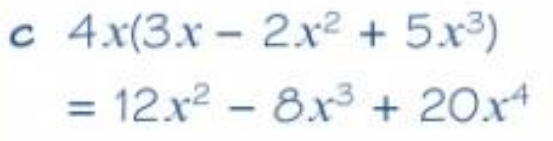 c 4x(3x − 2x² + 5x³)
= 12x² − 8x³ + 20x⁴